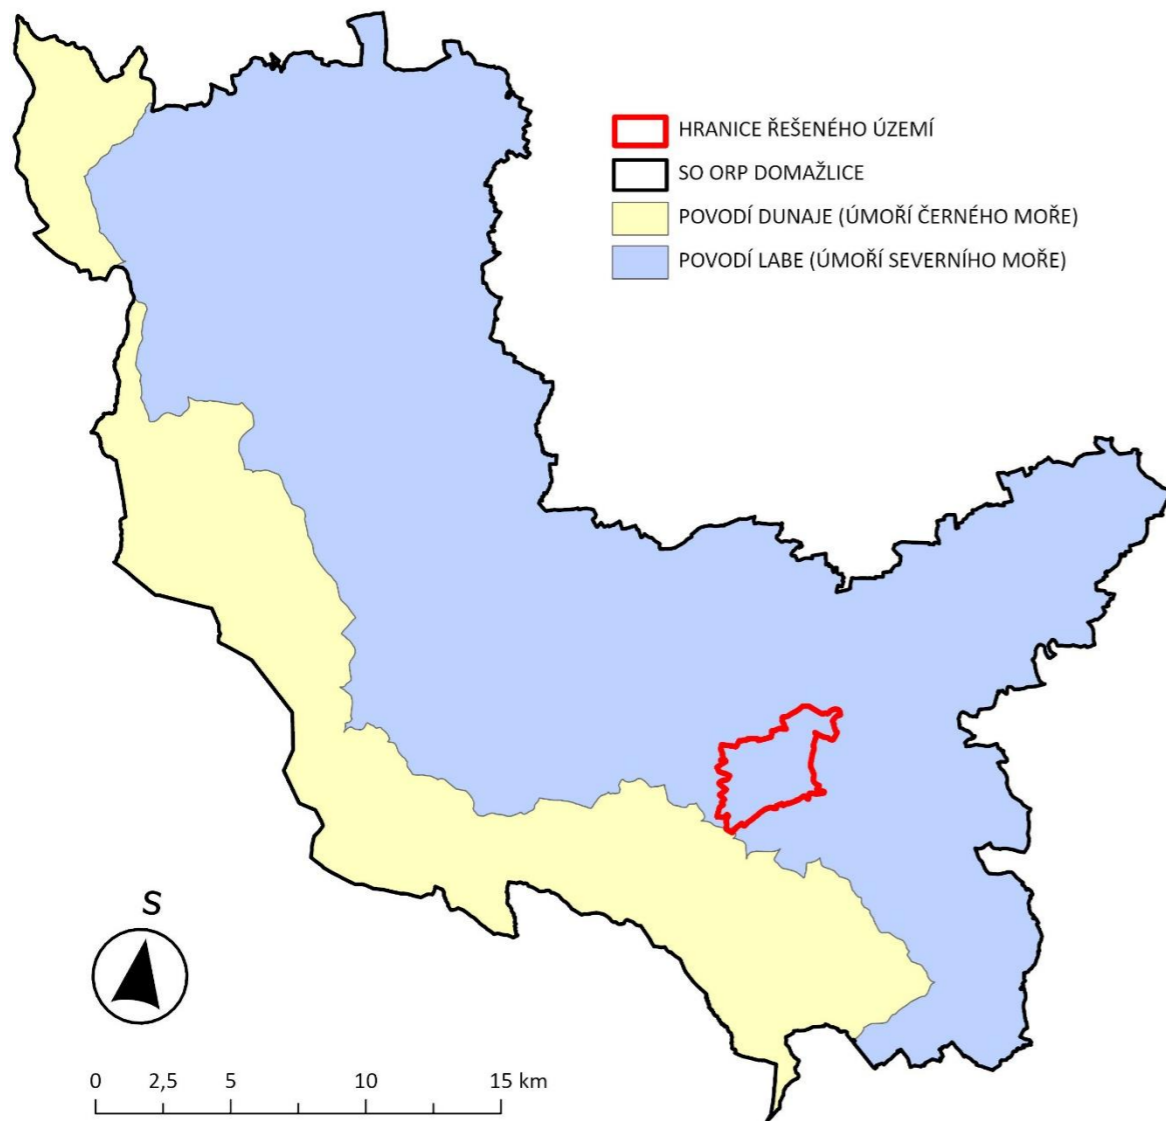 HRANICE ŘEŠENÉHO ÚZEMÍ
SO ORP DOMAŽLICE
POVODÍ DUNAJE (ÚMOŘÍ ČERNÉHO MOŘE)
POVODÍ LABE (ÚMOŘÍ SEVERNÍHO MOŘE)
S
0 2,5 5 10 15 km